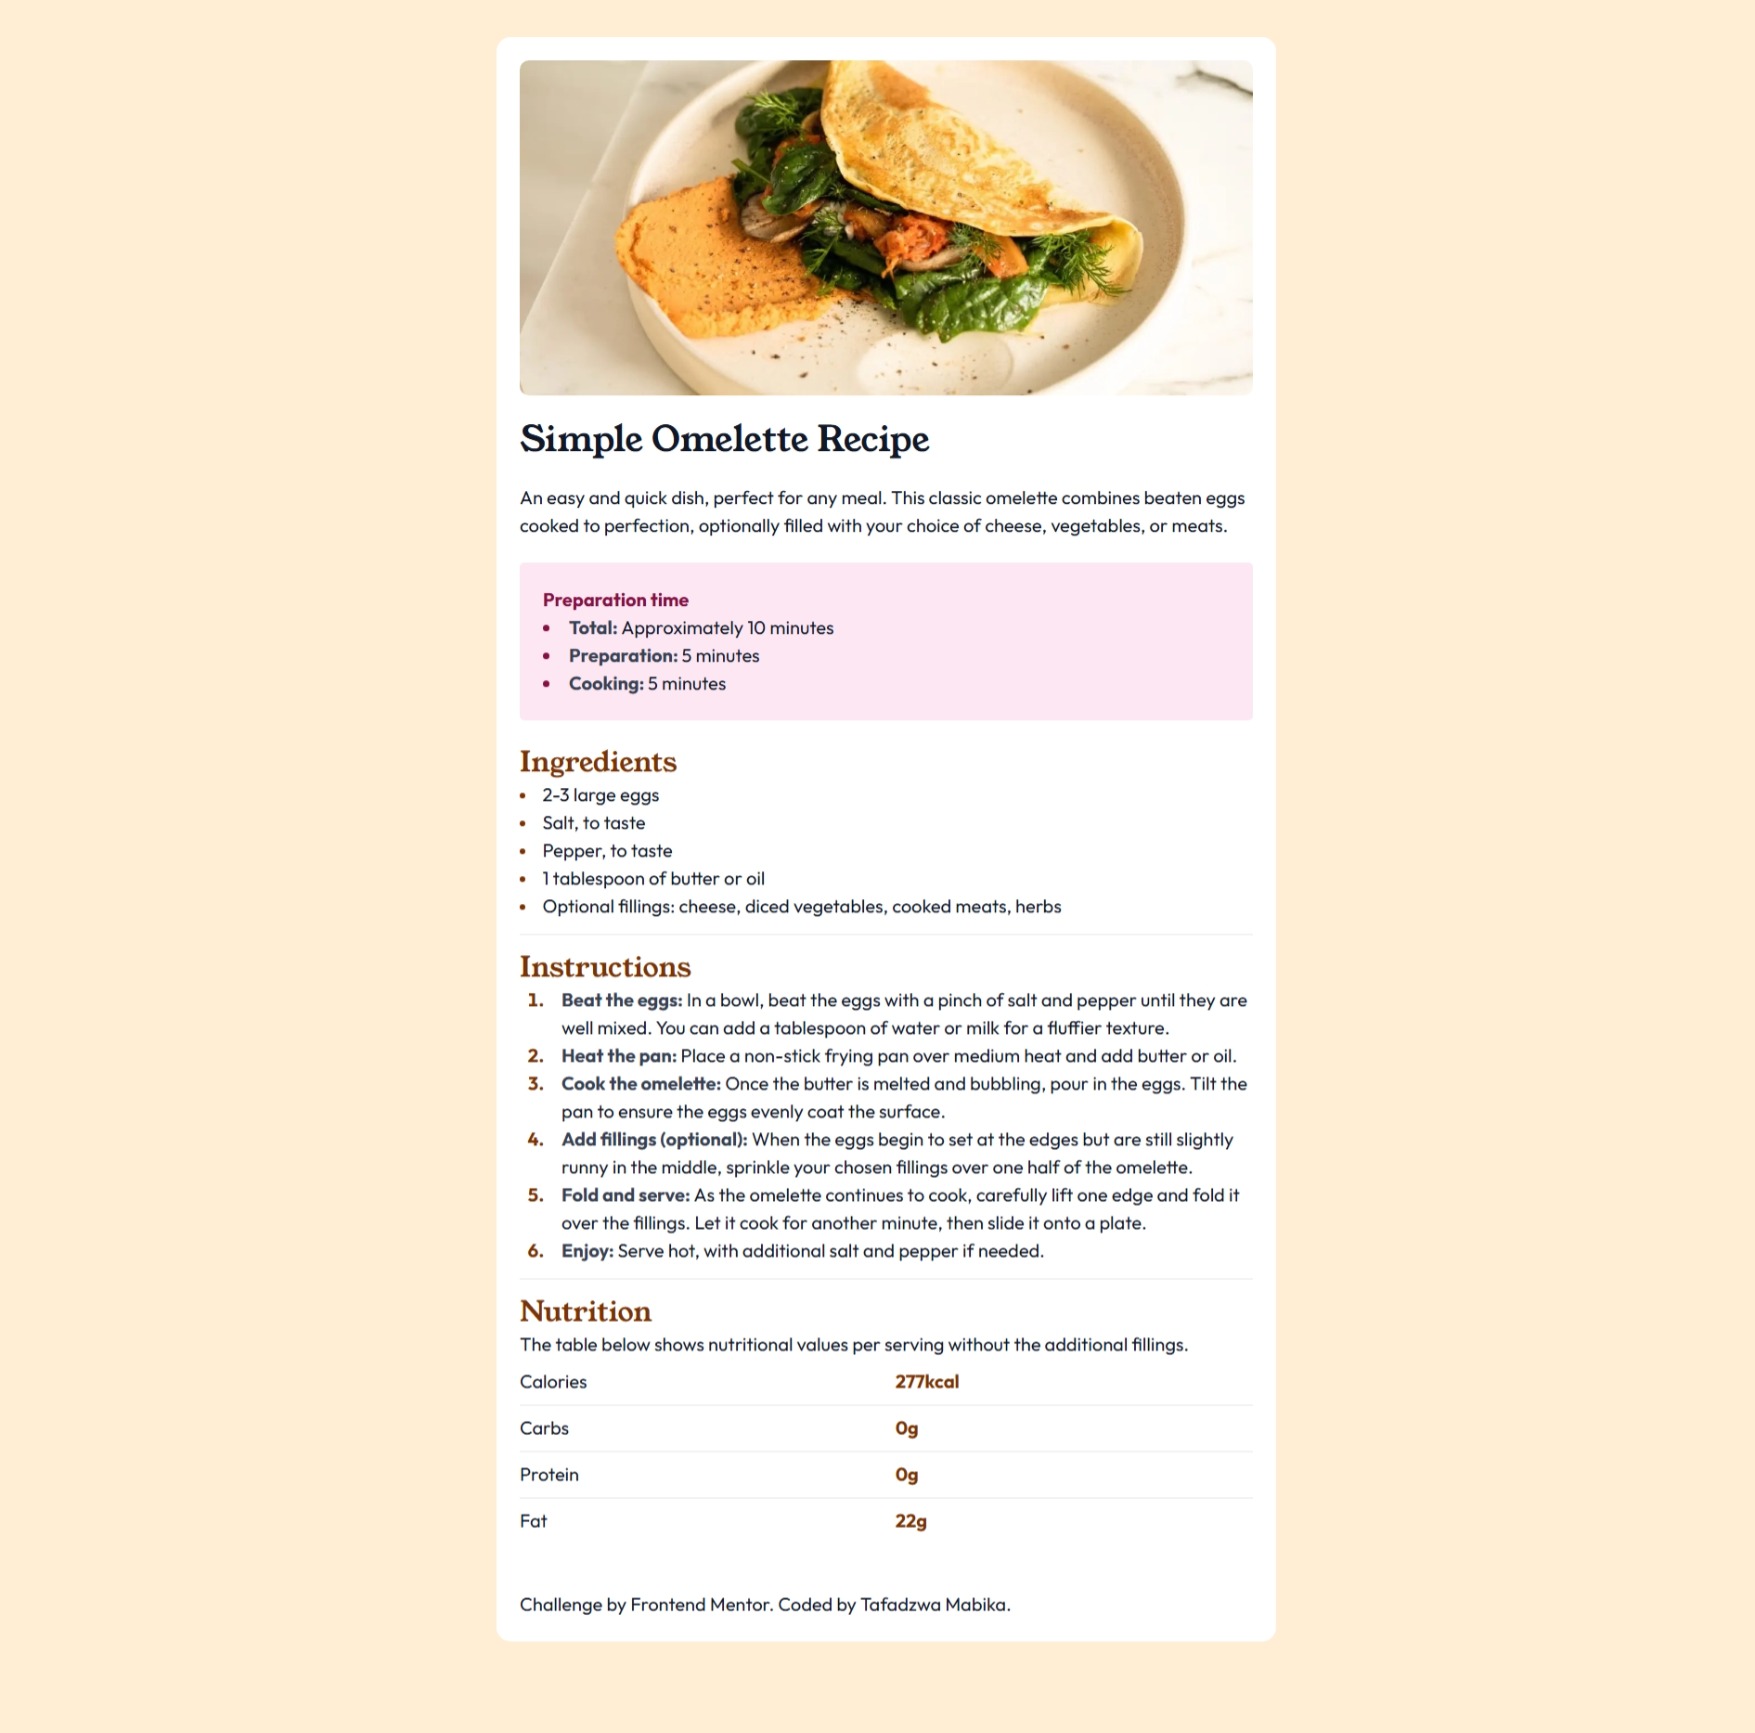 Simple Omelette Recipe
An easy and quick dish, perfect for any meal. This classic omelette combines beaten eggs
cooked to perfection, optionally filled with your choice of cheese, vegetables, or meats.
Preparation time
• Total: Approximately 10 minutes
• Preparation: 5 minutes
• Cooking: 5 minutes
Ingredients
• 2-3 large eggs
• Salt, to taste
• Pepper, to taste
• 1 tablespoon of butter or oil
• Optional fillings: cheese, diced vegetables, cooked meats, herbs
Instructions
1. Beat the eggs: In a bowl, beat the eggs with a pinch of salt and pepper until they are
well mixed. You can add a tablespoon of water or milk for a fluffier texture.
2. Heat the pan: Place a non-stick frying pan over medium heat and add butter or oil.
3. Cook the omelette: Once the butter is melted and bubbling, pour in the eggs. Tilt the
pan to ensure the eggs evenly coat the surface.
4. Add fillings (optional): When the eggs begin to set at the edges but are still slightly
runny in the middle, sprinkle your chosen fillings over one half of the omelette.
5. Fold and serve: As the omelette continues to cook, carefully lift one edge and fold it
over the fillings. Let it cook for another minute, then slide it onto a plate.
6. Enjoy: Serve hot, with additional salt and pepper if needed.
Nutrition
The table below shows nutritional values per serving without the additional fillings.
Calories 277kcal
Carbs 0g
Protein 0g
Fat 22g
Challenge by Frontend Mentor. Coded by Tafadzwa Mabika.